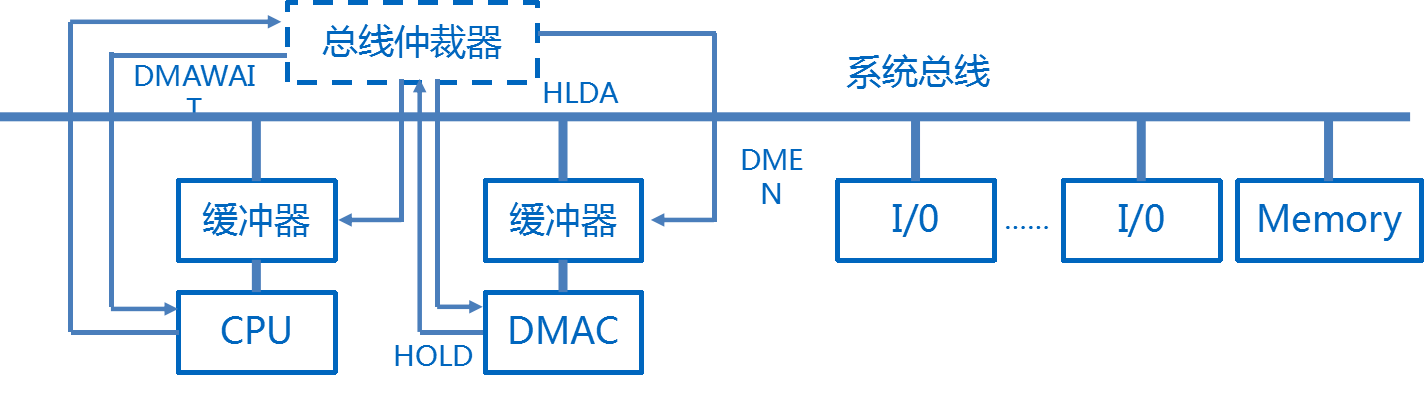 总线仲裁器
系统总线
DMAWAI
T
HLDA
DME
N
缓冲器
缓冲器
I/0
......
I/0
Memory
CPU
DMAC
HOLD